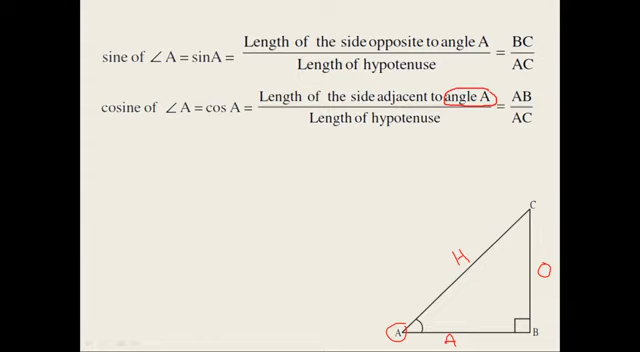 sine of ∠A = sinA = Length of the side opposite to angle A / Length of hypotenuse = BC / AC
cosine of ∠A = cos A = Length of the side adjacent to angle A / Length of hypotenuse = AB / AC
C
H
O
A
A
B